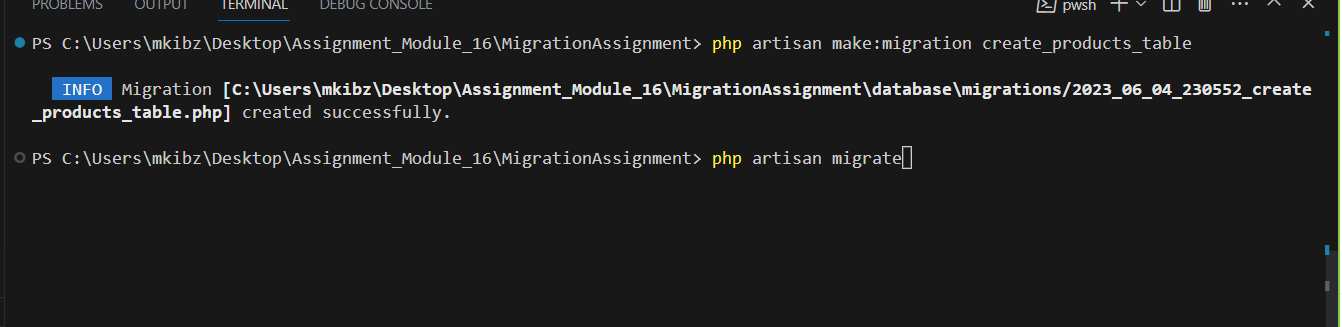 PROBLEMS OUTPUT TERMINAL DEBUG CONSOLE pwsh
PS C:\Users\mkibz\Desktop\Assignment_Module_16\MigrationAssignment> php artisan make:migration create_products_table
INFO Migration [C:\Users\mkibz\Desktop\Assignment_Module_16\MigrationAssignment\database\migrations/2023_06_04_230552_create
_products_table.php] created successfully.
PS C:\Users\mkibz\Desktop\Assignment_Module_16\MigrationAssignment> php artisan migrate